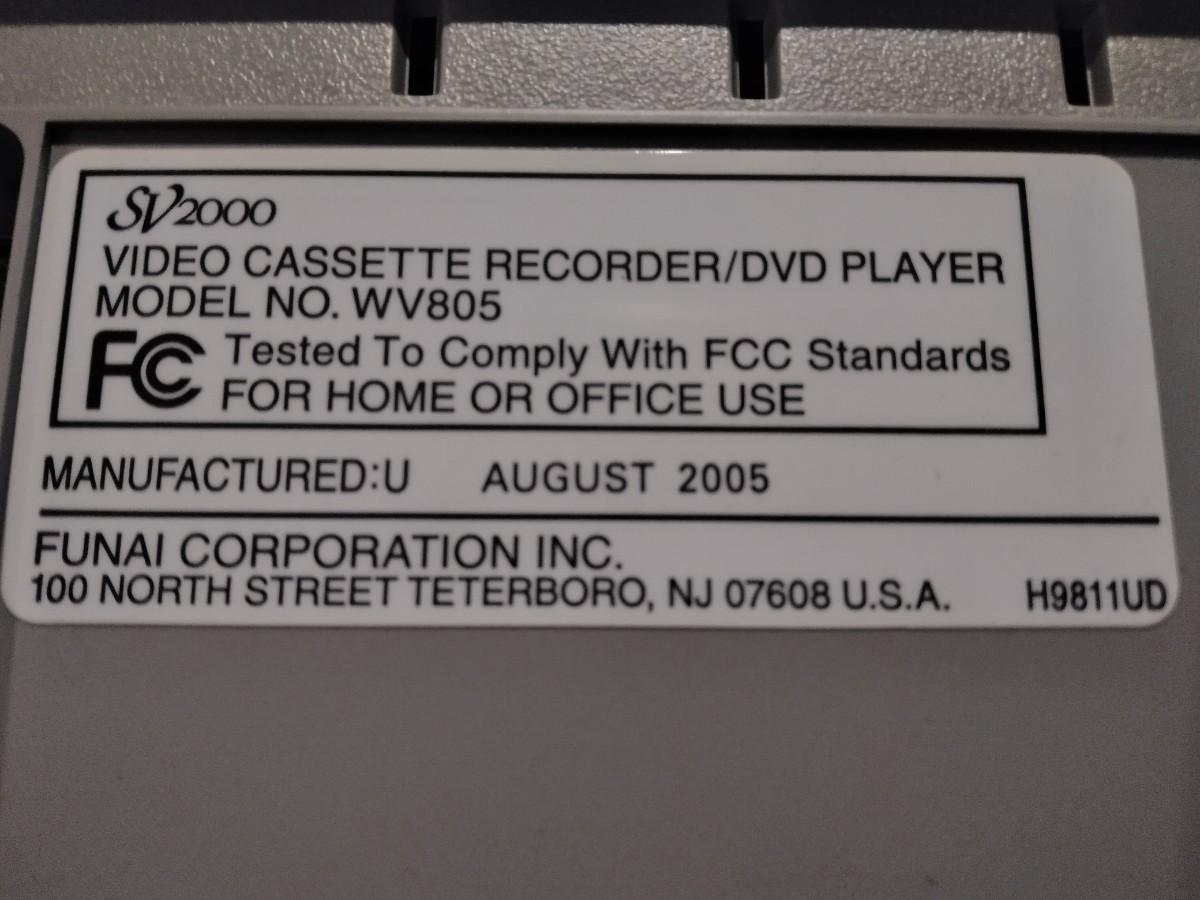 SV2000
VIDEO CASSETTE RECORDER/DVD PLAYER
MODEL NO. WV805
FC Tested To Comply With FCC Standards
FOR HOME OR OFFICE USE
MANUFACTURED:U AUGUST 2005
FUNAI CORPORATION INC.
100 NORTH STREET TETERBORO, NJ 07608 U.S.A. H9811UD